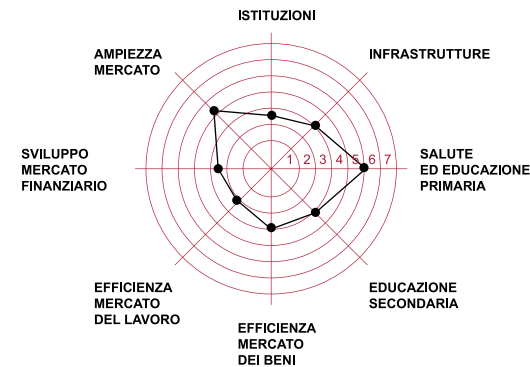 ISTITUZIONI
AMPIEZZA
MERCATO
INFRASTRUTTURE
SVILUPPO
MERCATO
FINANZIARIO
1 2 3 4 5 6 7
SALUTE
ED EDUCAZIONE
PRIMARIA
EFFICIENZA
MERCATO
DEL LAVORO
EDUCAZIONE
SECONDARIA
EFFICIENZA
MERCATO
DEI BENI